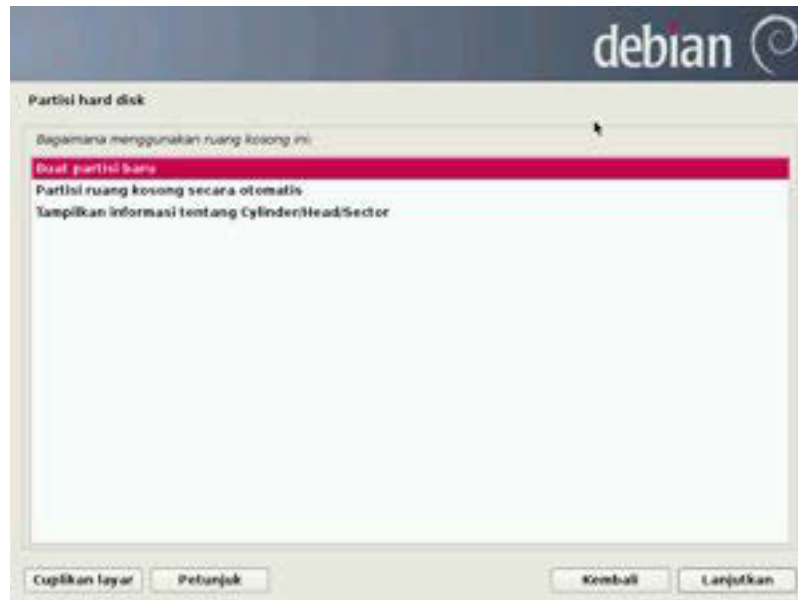 debian
Partisi hard disk
Bagaimana menggunakan ruang kosong ini:
Buat partisi baru
Partisi ruang kosong secara otomatis
Tampilkan informasi tentang Cylinder/Head/Sector
Cuplikan layar Petunjuk Kembali Lanjutkan